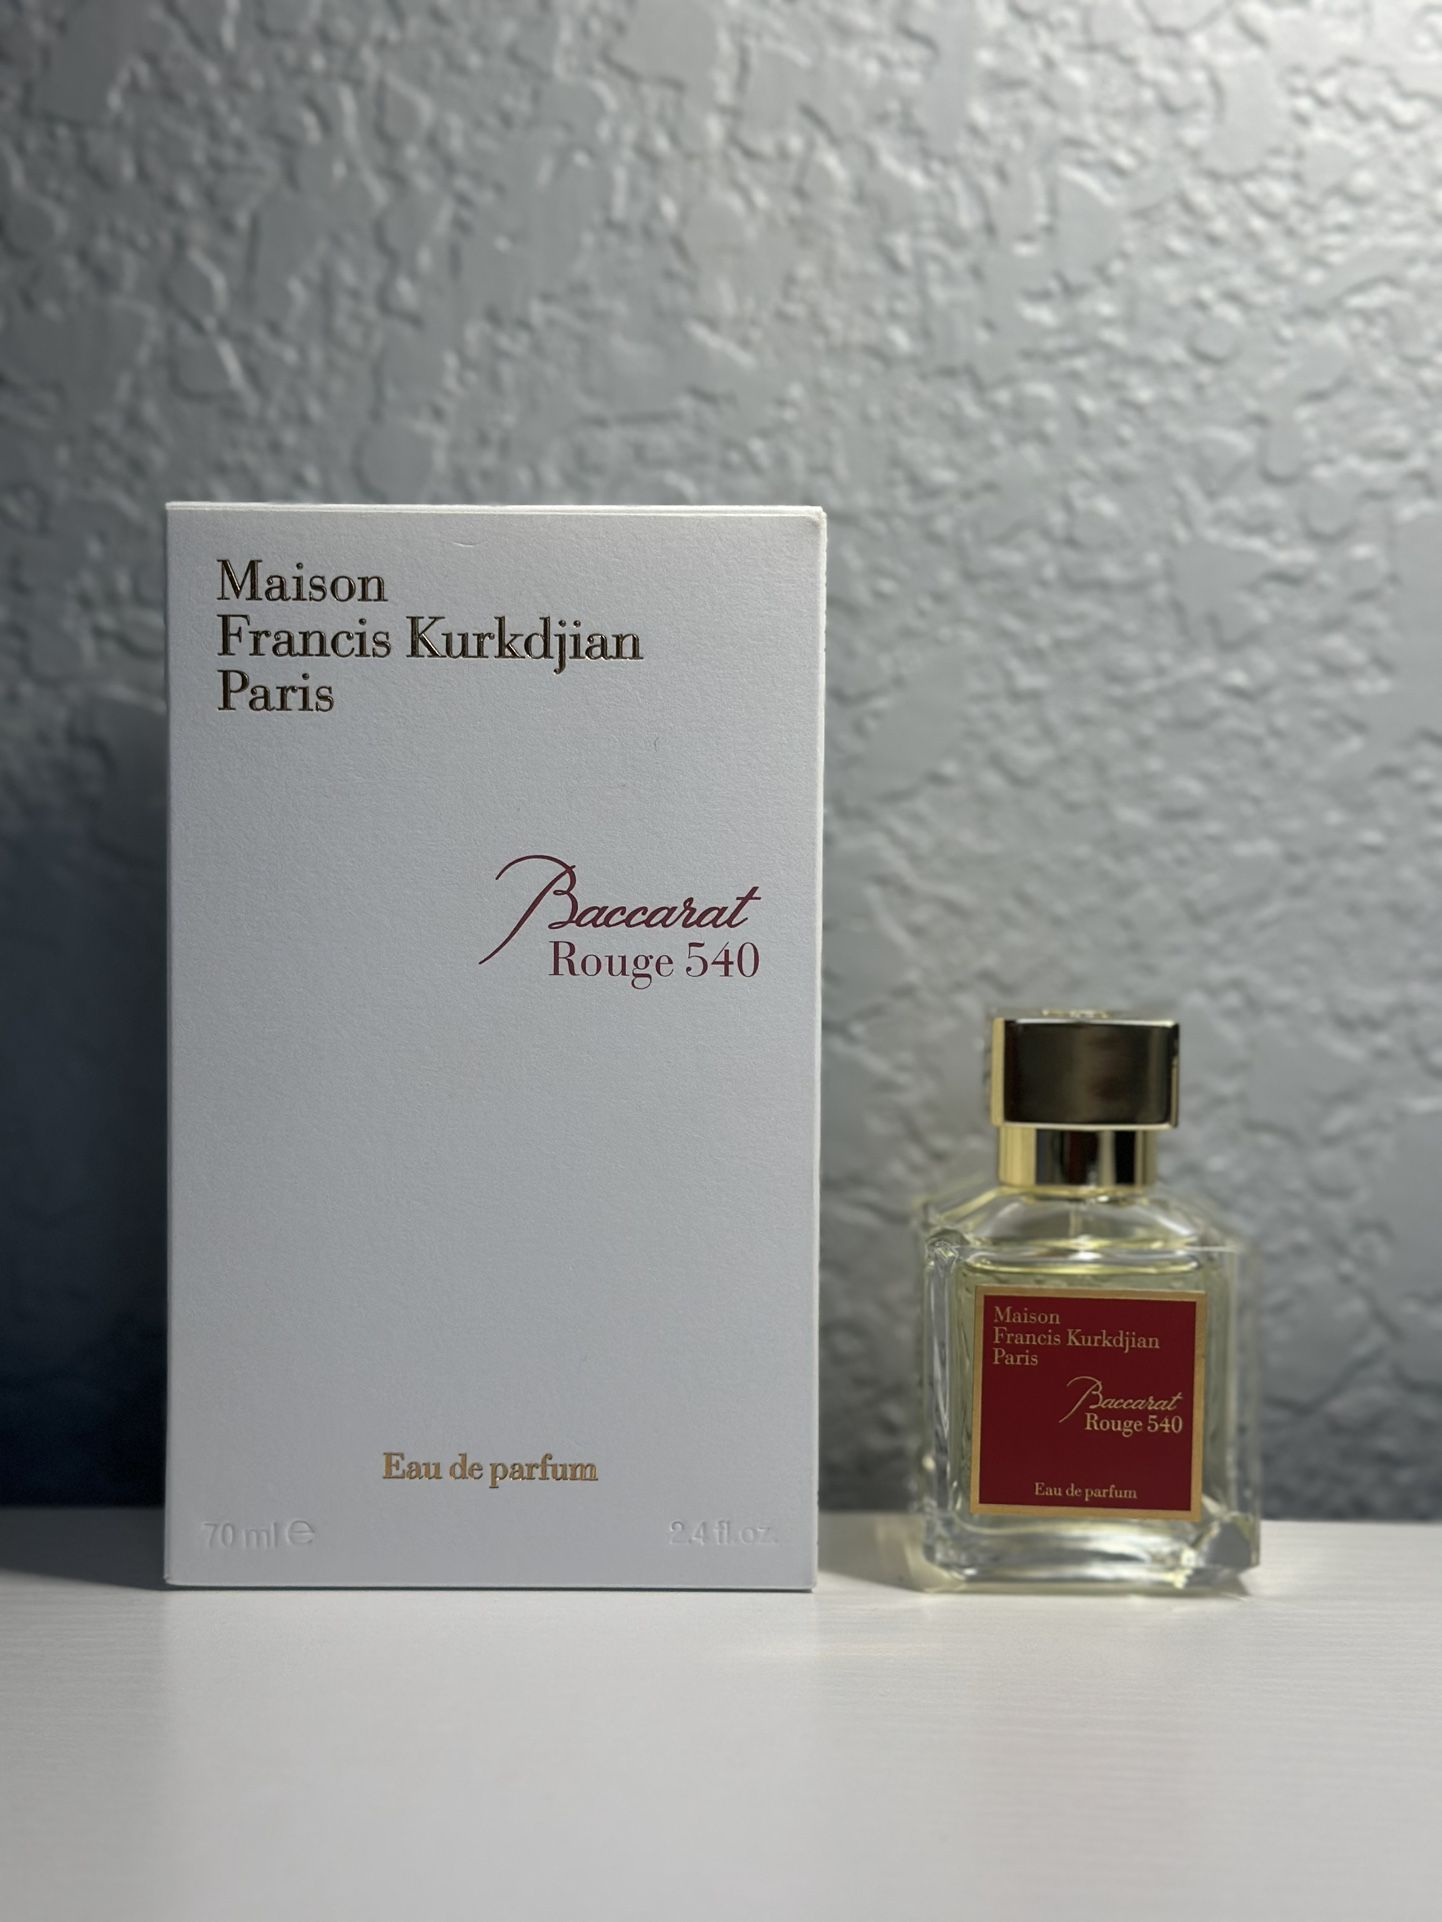 Maison
Francis Kurkdjian
Paris
Baccarat
Rouge 540
Eau de parfum
70 ml ℮
2.4 fl.oz.
Maison
Francis Kurkdjian
Paris
Baccarat
Rouge 540
Eau de parfum